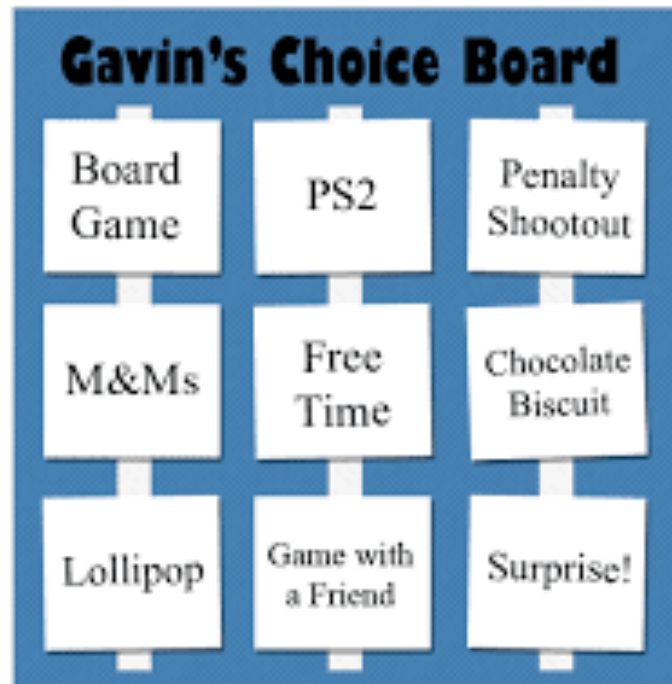 Gavin's Choice Board
Board
Game
PS2
Penalty
Shootout
M&Ms
Free
Time
Chocolate
Biscuit
Lollipop
Game with
a Friend
Surprise!